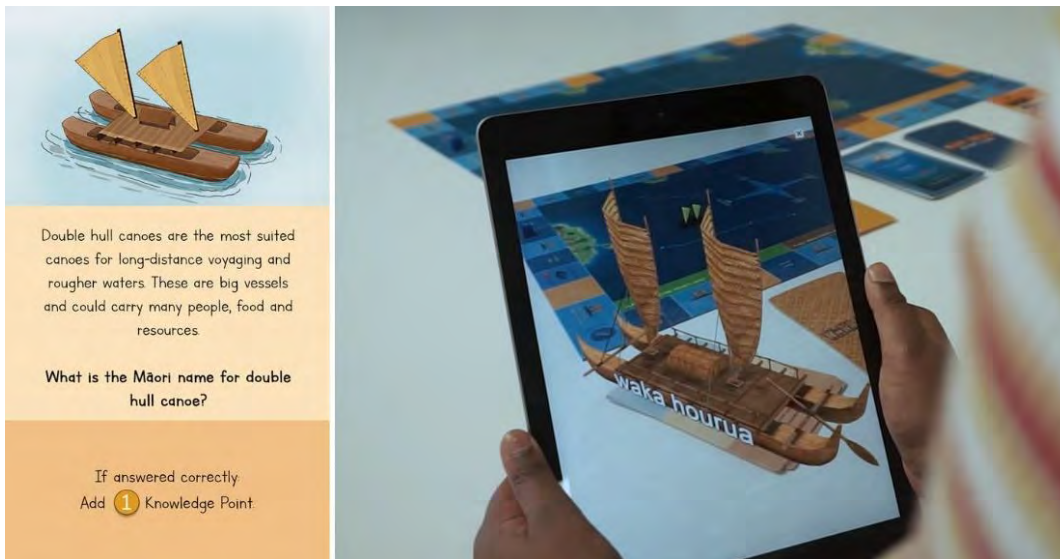 Double hull canoes are the most suited
canoes for long-distance voyaging and
rougher waters. These are big vessels
and could carry many people, food and
resources.
What is the Māori name for double
hull canoe?
If answered correctly:
Add 1 Knowledge Point.
waka hourua